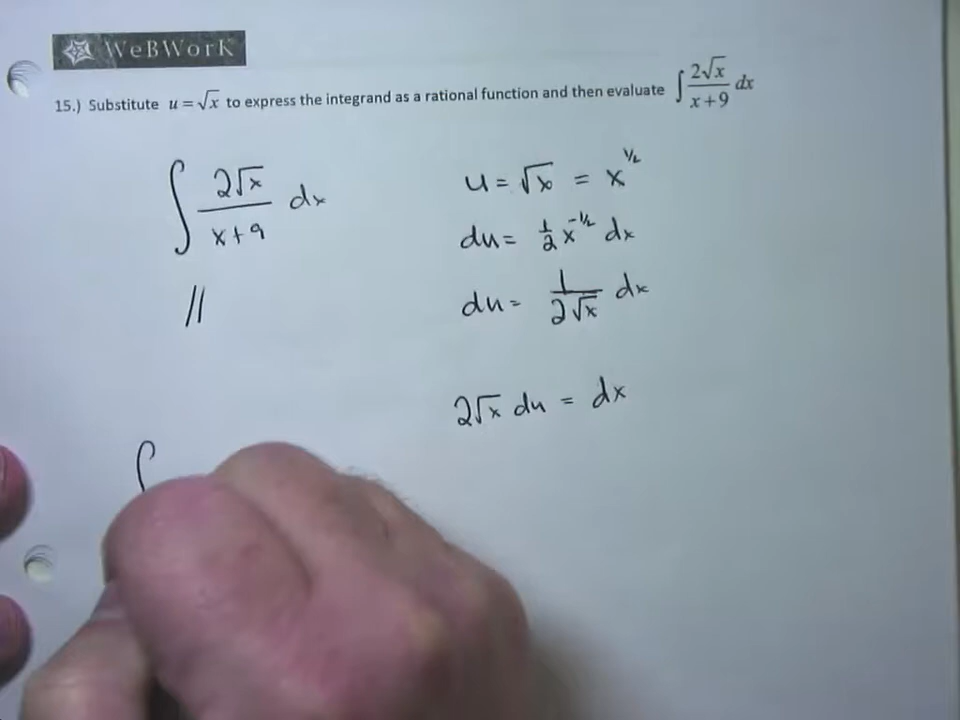 WeBWorK
15.) Substitute u = √x to express the integrand as a rational function and then evaluate ∫ 2√x / x+9 dx
∫ 2√x / x+9 dx
u = √x = x^1/2
du = 1/2 x^-1/2 dx
//
du = 1 / 2√x dx
2√x du = dx
∫